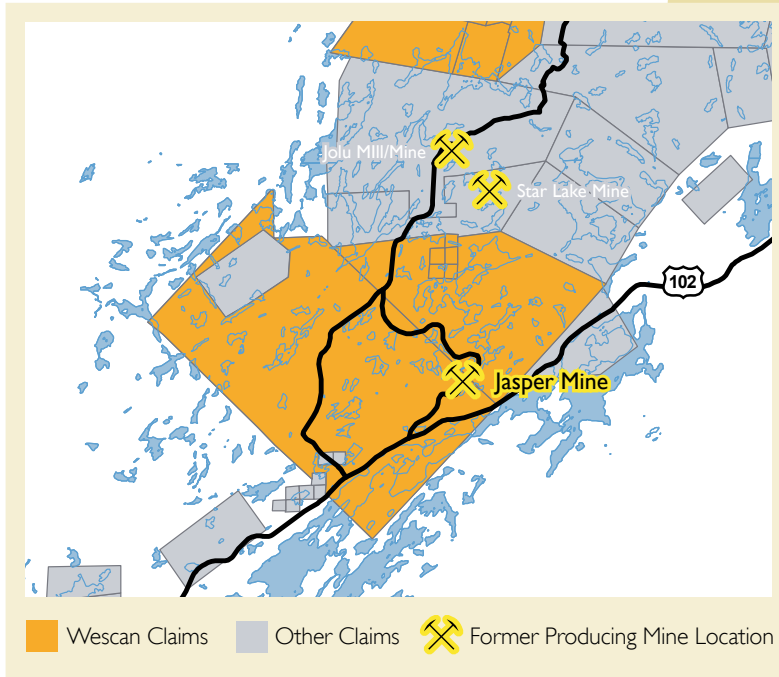 Jolu MIll/Mine
Star Lake Mine
102
Jasper Mine
Wescan Claims
Other Claims
Former Producing Mine Location